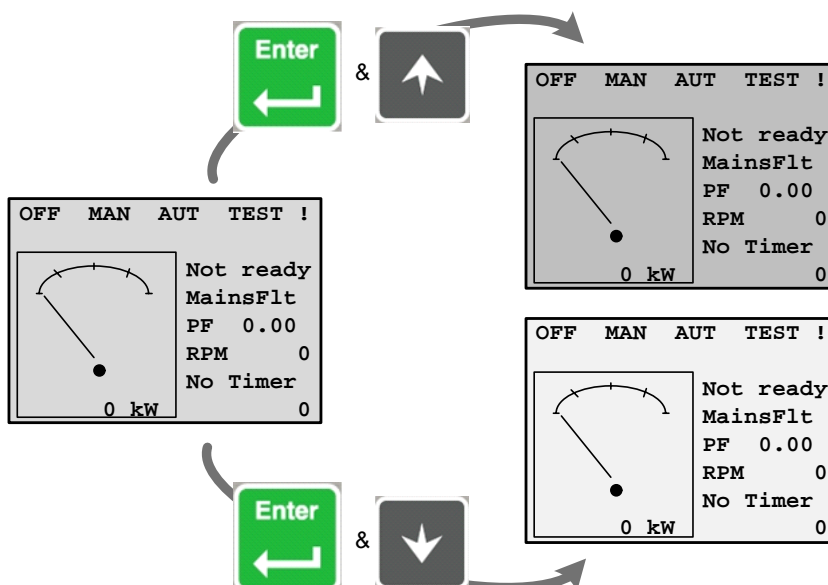 Enter
&
OFF MAN AUT TEST !
Not ready
MainsFlt
PF 0.00
RPM 0
No Timer
0 kW 0
OFF MAN AUT TEST !
Not ready
MainsFlt
PF 0.00
RPM 0
No Timer
0 kW 0
OFF MAN AUT TEST !
Not ready
MainsFlt
PF 0.00
RPM 0
No Timer
0 kW 0
Enter
&